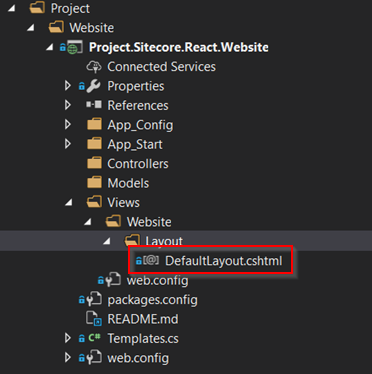 Project
Website
Project.Sitecore.React.Website
Connected Services
Properties
References
App_Config
App_Start
Controllers
Models
Views
Website
Layout
DefaultLayout.cshtml
web.config
packages.config
README.md
C# Templates.cs
web.config